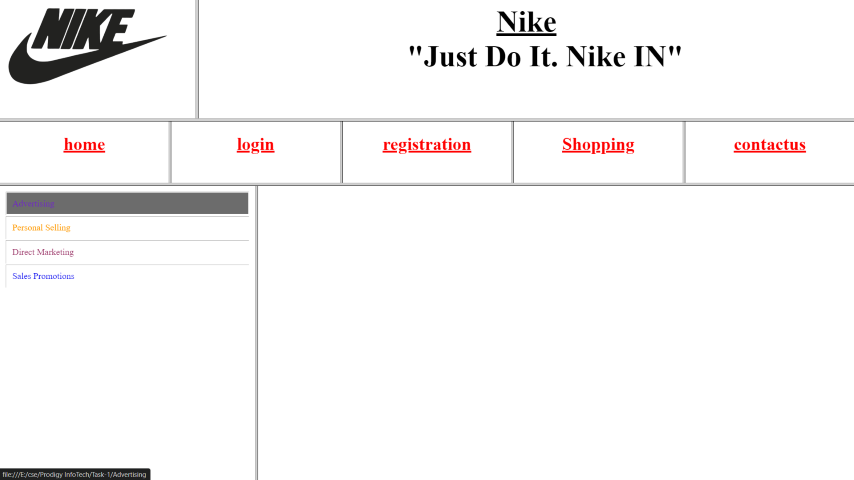 NIKE
Nike
"Just Do It. Nike IN"
home
login
registration
Shopping
contactus
Advertising
Personal Selling
Direct Marketing
Sales Promotions
file:///E:/cse/Prodigy InfoTech/Task-1/Advertising